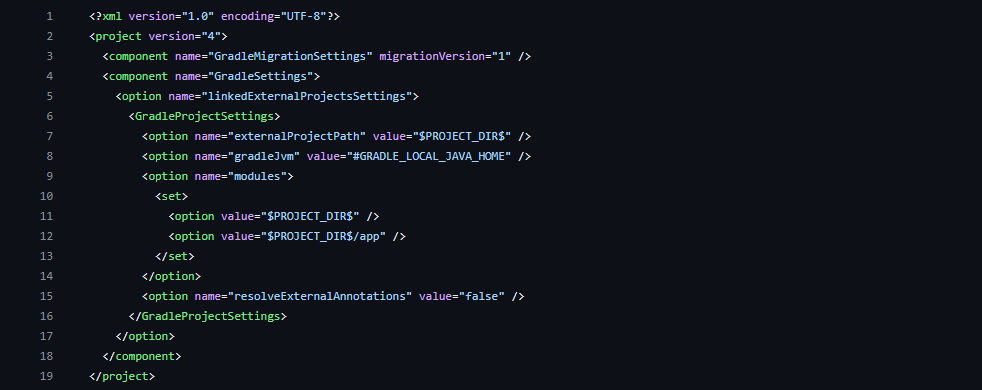 1 <?xml version="1.0" encoding="UTF-8"?>
2 <project version="4">
3   <component name="GradleMigrationSettings" migrationVersion="1" />
4   <component name="GradleSettings">
5     <option name="linkedExternalProjectsSettings">
6       <GradleProjectSettings>
7         <option name="externalProjectPath" value="$PROJECT_DIR$" />
8         <option name="gradleJvm" value="#GRADLE_LOCAL_JAVA_HOME" />
9         <option name="modules">
10           <set>
11             <option value="$PROJECT_DIR$" />
12             <option value="$PROJECT_DIR$/app" />
13           </set>
14         </option>
15         <option name="resolveExternalAnnotations" value="false" />
16       </GradleProjectSettings>
17     </option>
18   </component>
19 </project>